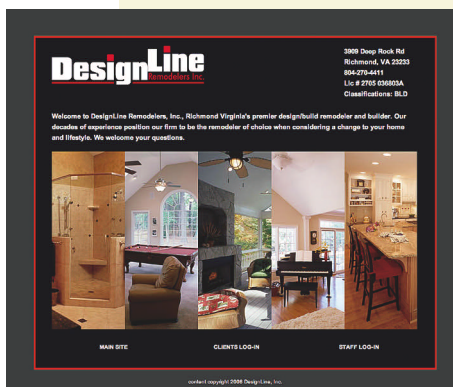 DesignLine
Remodelers Inc.
3909 Deep Rock Rd
Richmond, VA 23233
804-270-4411
Lic # 2705 036803A
Classifications: BLD
Welcome to DesignLine Remodelers, Inc., Richmond Virginia's premier design/build remodeler and builder. Our
decades of experience position our firm to be the remodeler of choice when considering a change to your home
and lifestyle. We welcome your questions.
MAIN SITE
CLIENTS LOG-IN
STAFF LOG-IN
content copyright 2006 DesignLine, Inc.